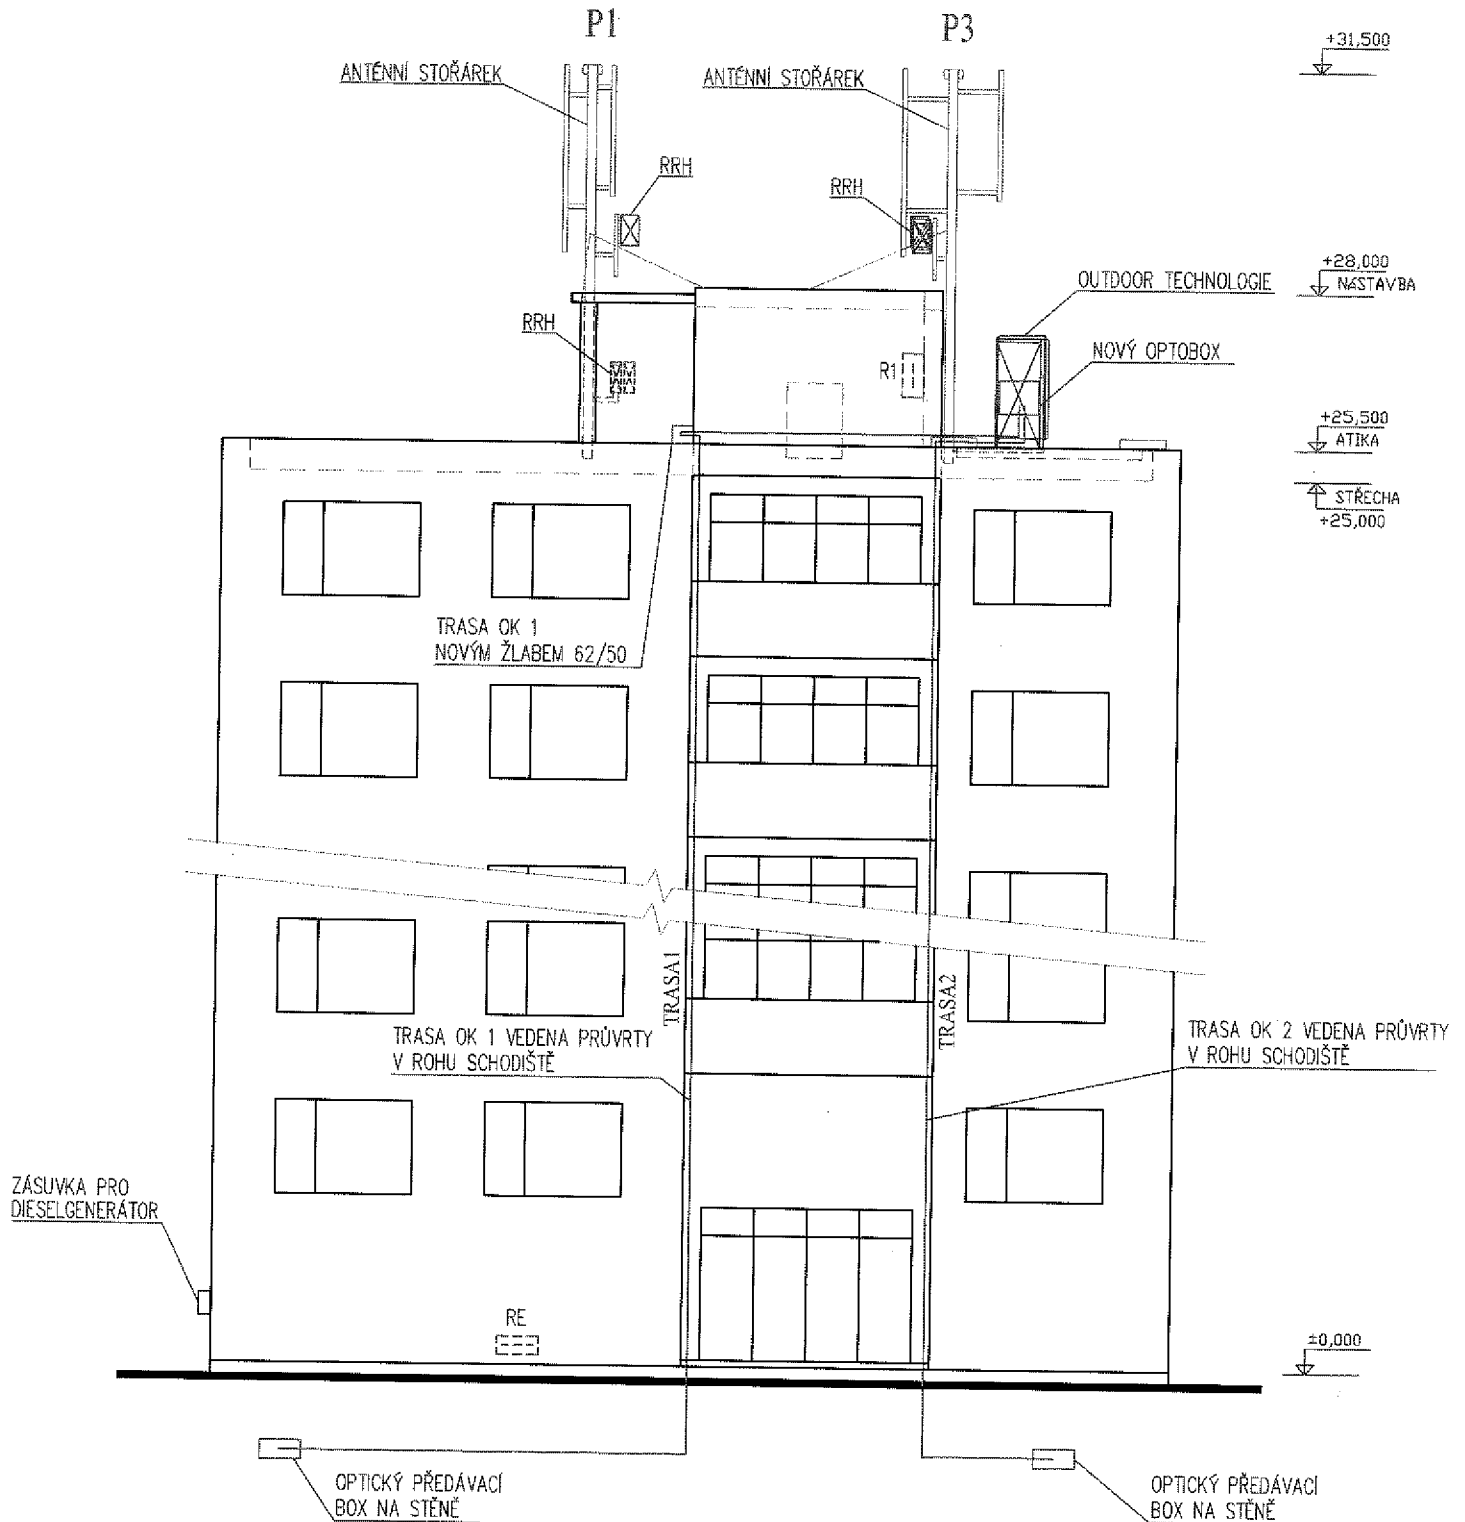 P1
P3
+31,500
ANTÉNNÍ STOŘÁREK
ANTÉNNÍ STOŘÁREK
RRH
RRH
+28,000
NÁSTAVBA
OUTDOOR TECHNOLOGIE
RRH
R1
NOVÝ OPTOBOX
+25,500
ATIKA
STŘECHA
+25,000
TRASA OK 1
NOVÝM ŽLABEM 62/50
TRASA1
TRASA2
TRASA OK 1 VEDENA PRŮVRTY
V ROHU SCHODIŠTĚ
TRASA OK 2 VEDENA PRŮVRTY
V ROHU SCHODIŠTĚ
ZÁSUVKA PRO
DIESELGENERÁTOR
RE
±0,000
OPTICKÝ PŘEDÁVACÍ
BOX NA STĚNĚ
OPTICKÝ PŘEDÁVACÍ
BOX NA STĚNĚ